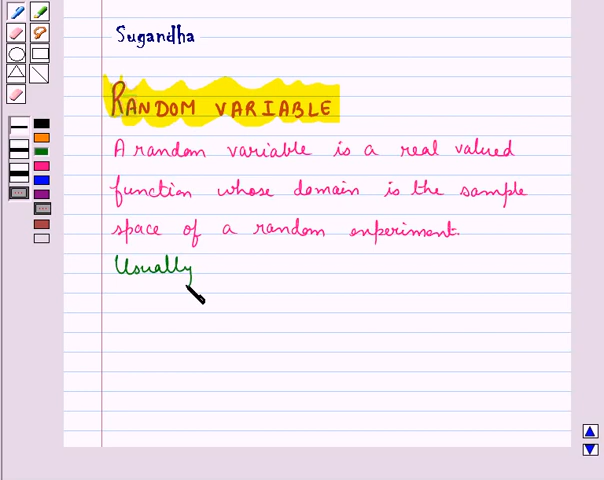 Sugandha
RANDOM VARIABLE
A random variable is a real valued
function whose domain is the sample
space of a random experiment.
Usually